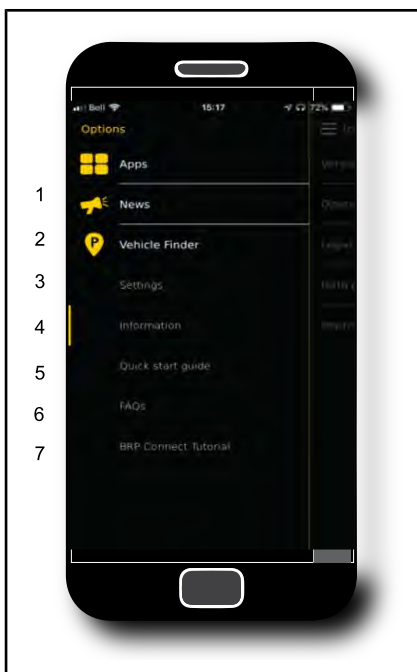 Bell 15:17 72%
Options
Apps
1 News
2 Vehicle Finder
3 Settings
4 Information
5 Quick start guide
6 FAQs
7 BRP Connect Tutorial